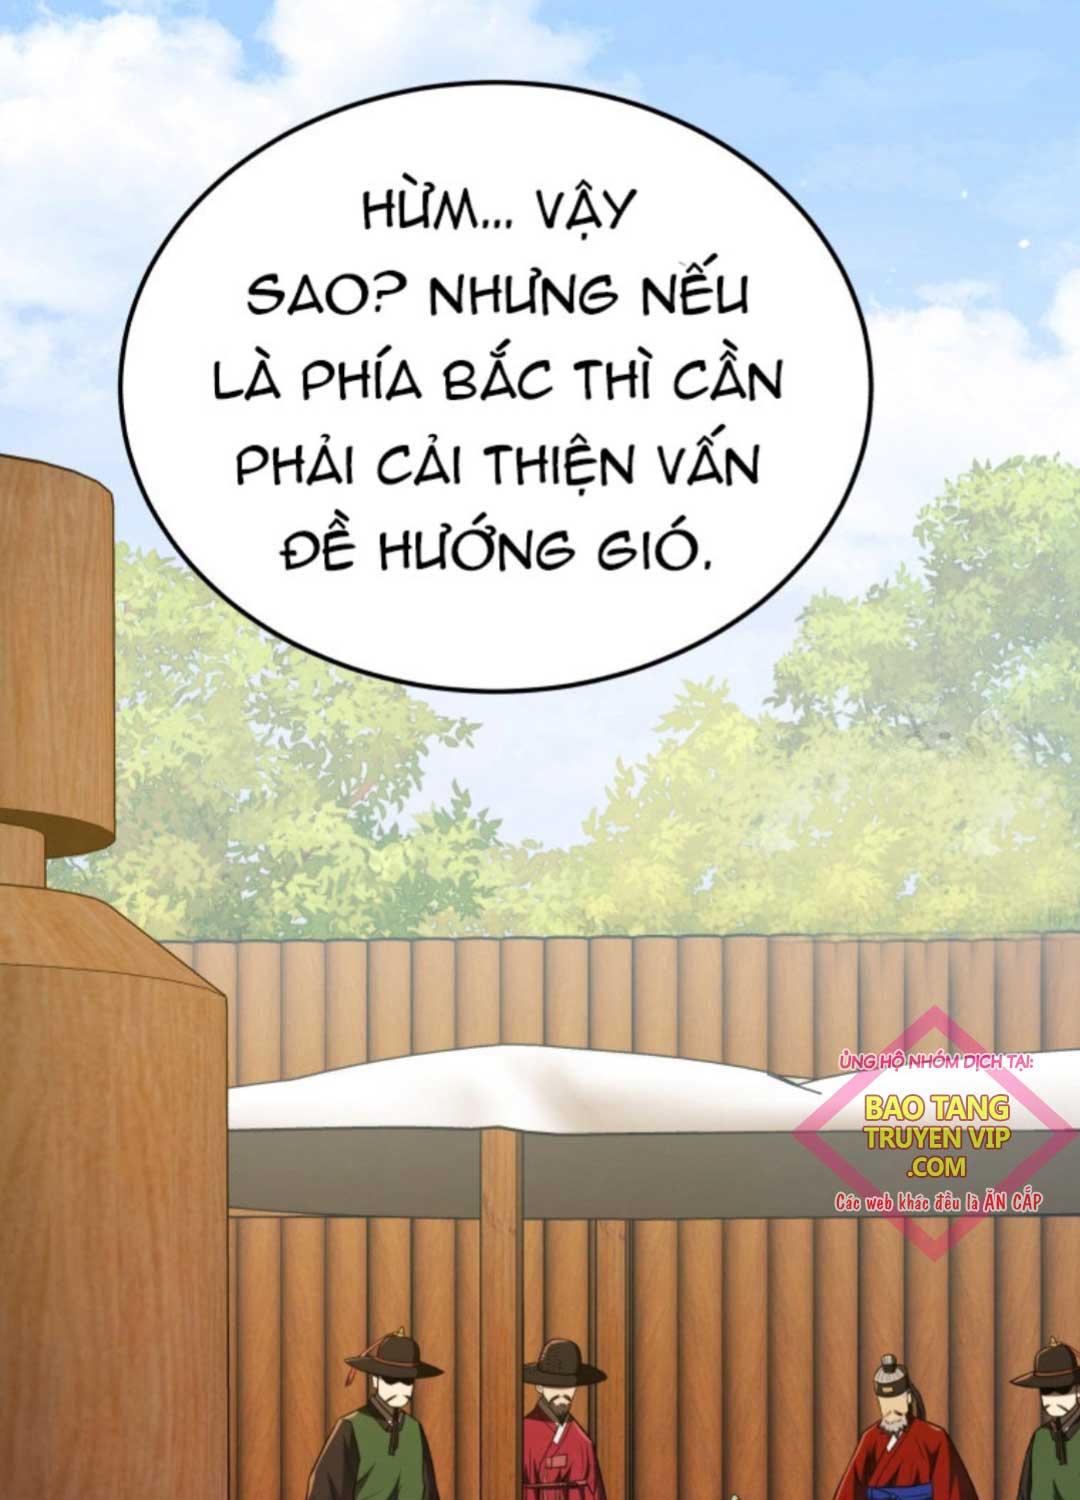 HỪM... VẬY
SAO? NHƯNG NẾU
LÀ PHÍA BẮC THÌ CẦN
PHẢI CẢI THIỆN VẤN
ĐỀ HƯỚNG GIÓ.
ỦNG HỘ NHÓM DỊCH TẠI:
BAO TANG
TRUYEN VIP
.COM
Các web khác đều là ĂN CẮP